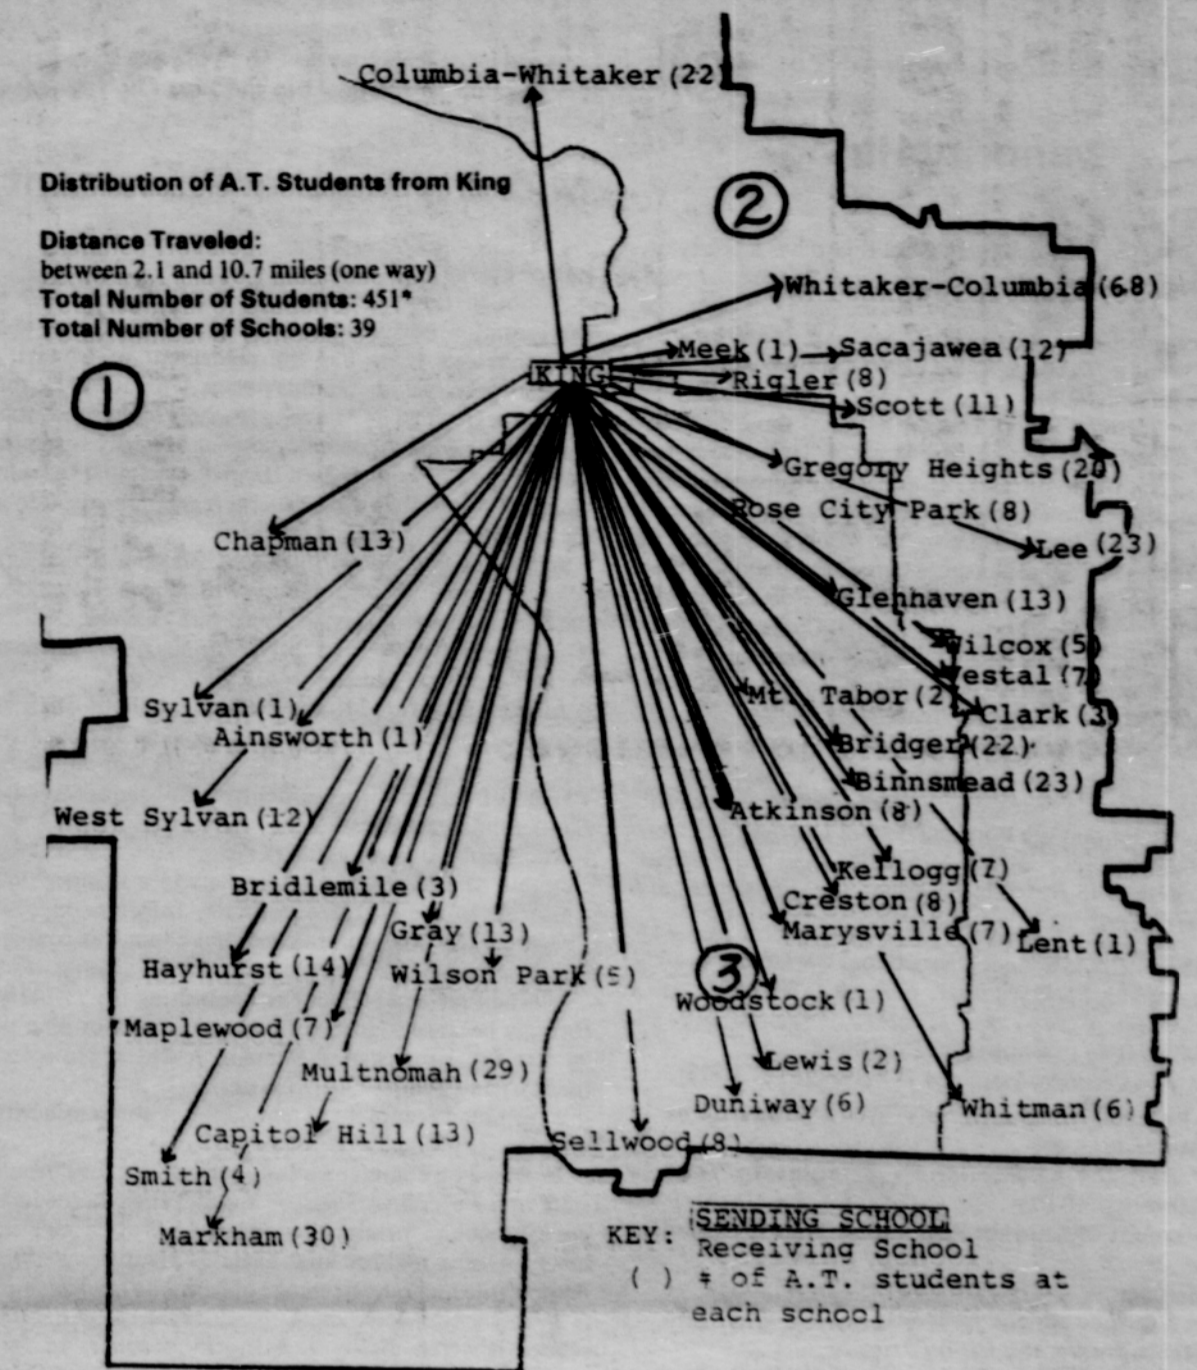 Columbia-Whitaker (22)
Distribution of A.T. Students from King
②
Distance Traveled:
between 2.1 and 10.7 miles (one way)
Total Number of Students: 451*
Total Number of Schools: 39
Whitaker-Columbia (68)
Meek (1) Sacajawea (12)
KING
Rigler (8)
①
Scott (11)
Gregory Heights (20)
Rose City Park (8)
Chapman (13)
Lee (23)
Glenhaven (13)
Wilcox (5)
Vestal (7)
Mt. Tabor (2)
Sylvan (1)
Clark (3)
Ainsworth (1)
Bridger (22)
Binnsmead (23)
Atkinson (8)
West Sylvan (12)
Kellogg (7)
Bridlemile (3)
Creston (8)
Gray (13)
Marysville (7)
Lent (1)
Hayhurst (14)
Wilson Park (5)
③
Woodstock (1)
Maplewood (7)
Multnomah (29)
Lewis (2)
Duniway (6)
Whitman (6)
Capitol Hill (13)
Sellwood (8)
Smith (4)
Markham (30)
KEY: SENDING SCHOOL
Receiving School
( ) # of A.T. students at
each school